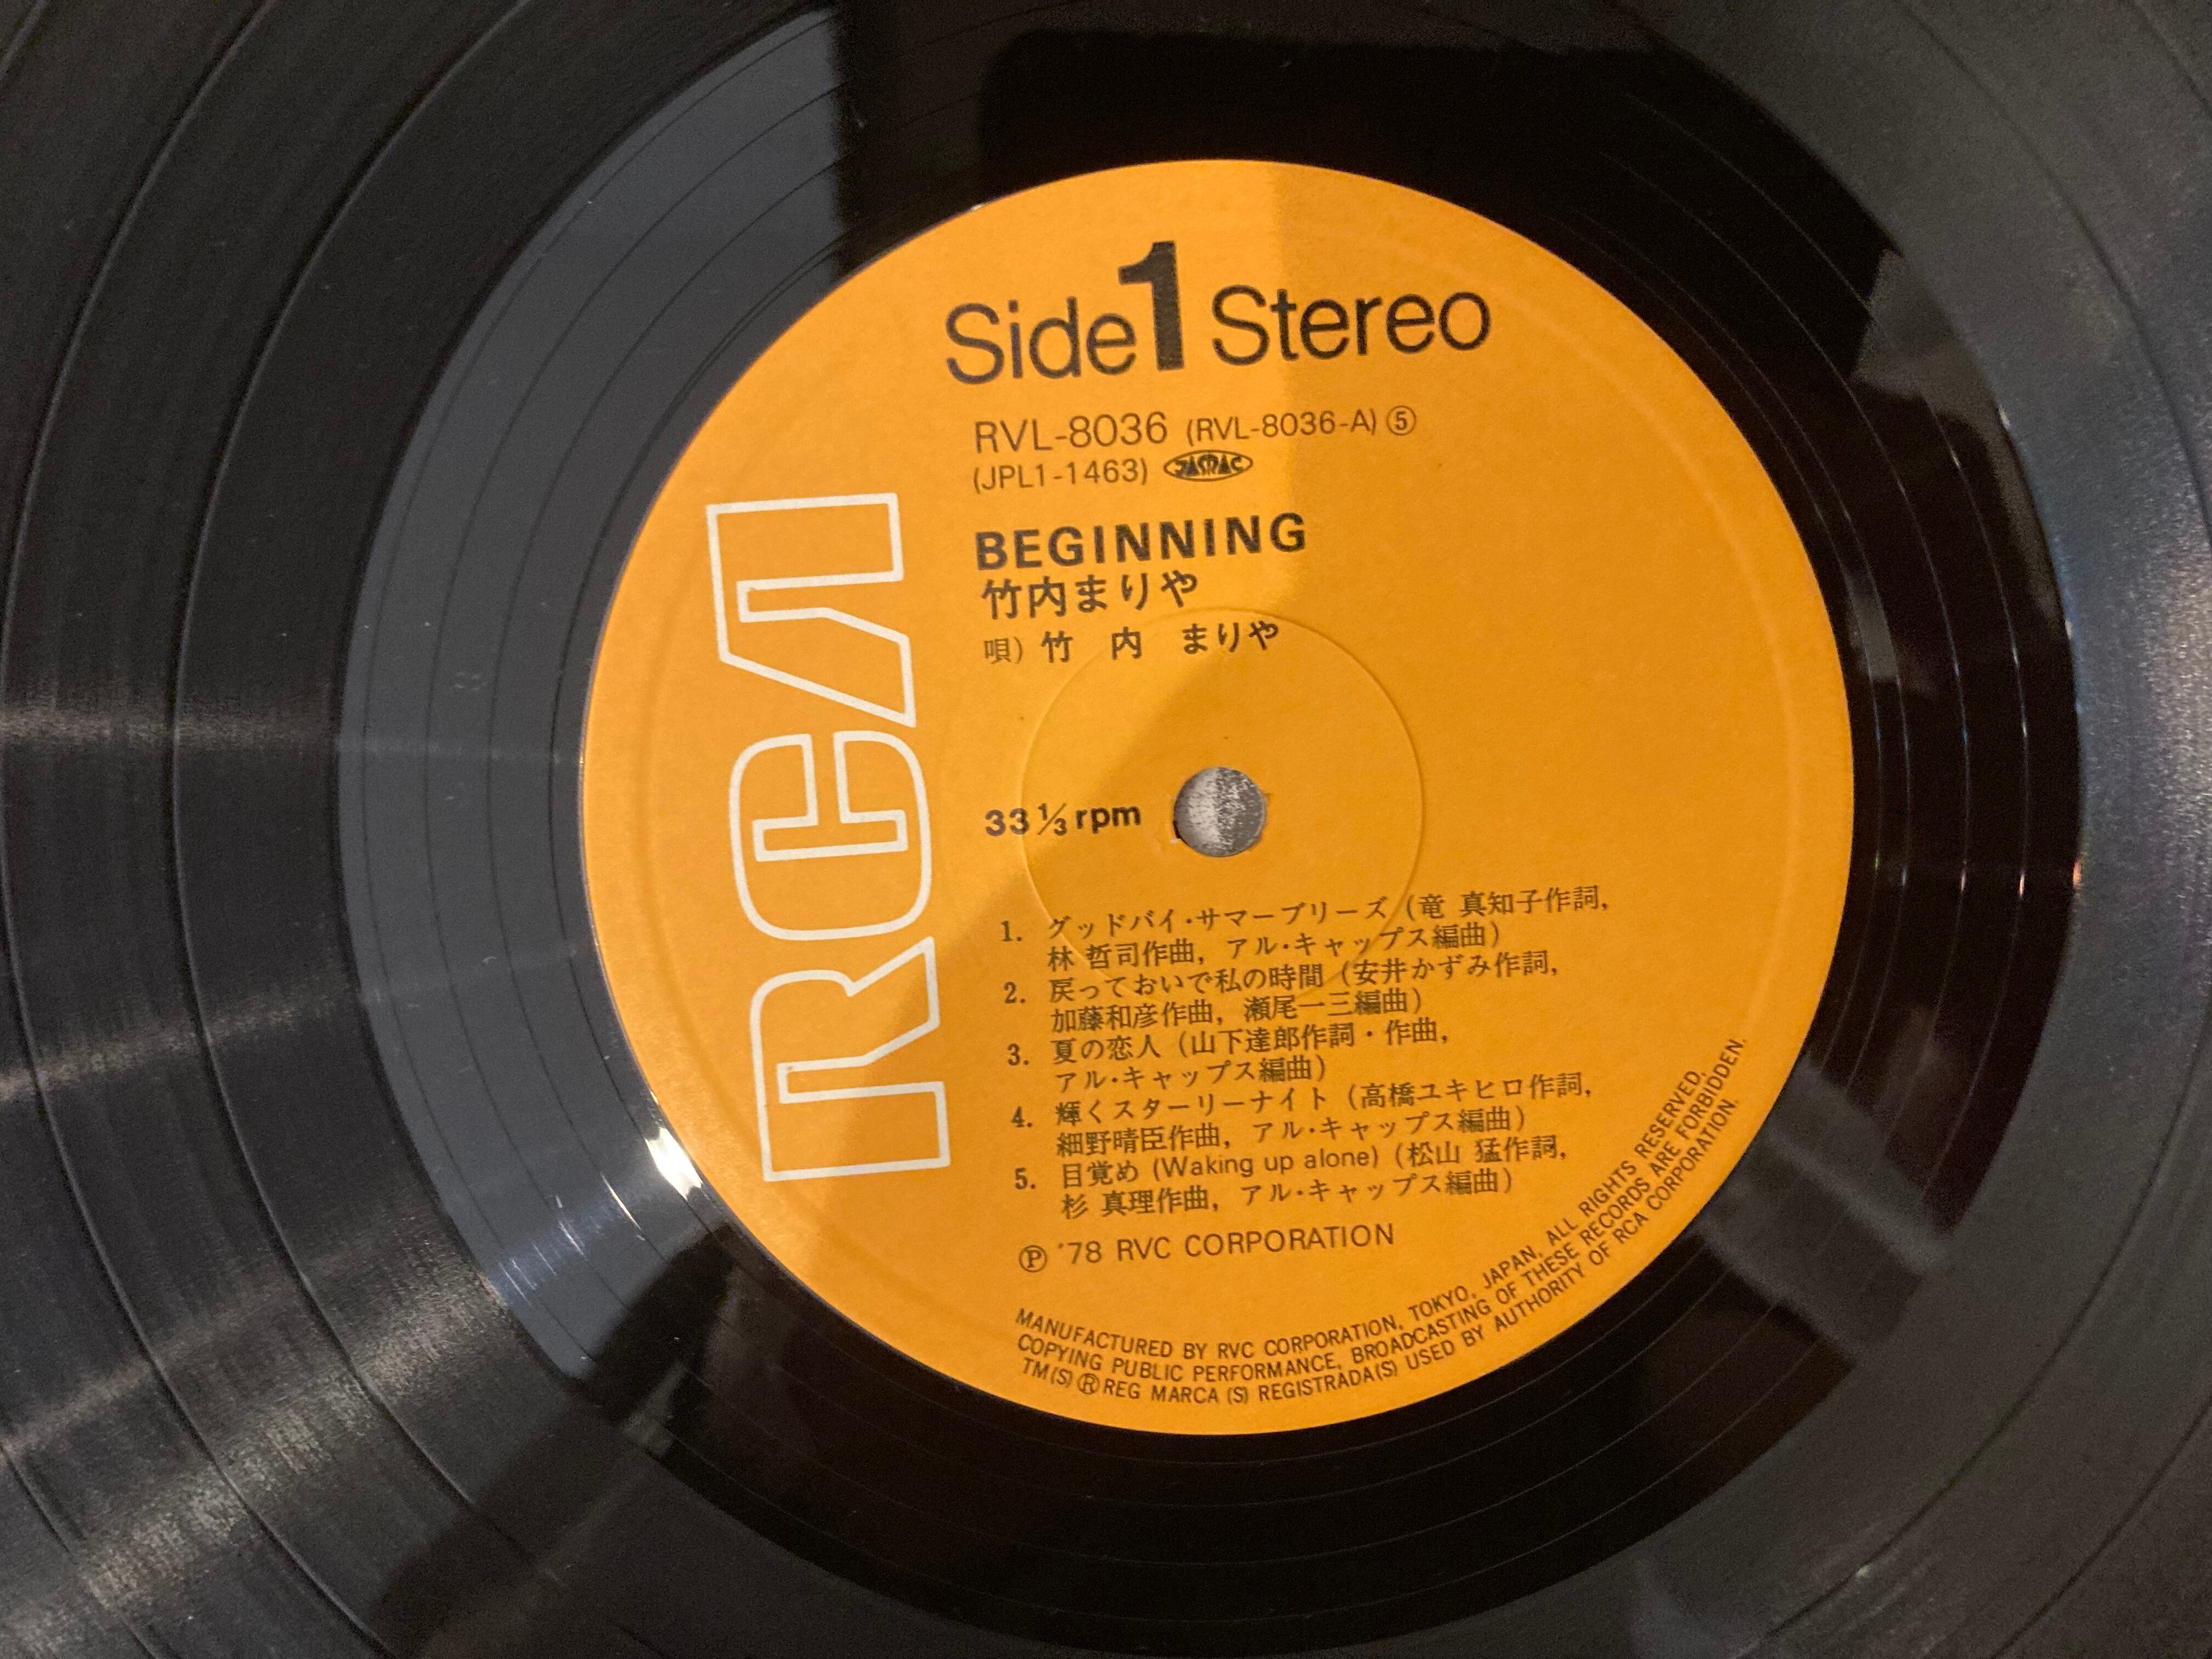 Side 1 Stereo
RVL-8036 (RVL-8036-A) ⑤
(JPL1-1463) JASRAC
BEGINNING
竹内まりや
唄) 竹 内 まりや
RCA
33 1/3 rpm
1. グッドバイ・サマーブリーズ (竜 真知子作詞,
林 哲司作曲, アル・キャップス編曲)
2. 戻っておいで私の時間 (安井かずみ作詞,
加藤和彦作曲, 瀬尾一三編曲)
3. 夏の恋人 (山下達郎作詞・作曲,
アル・キャップス編曲)
4. 輝くスターリーナイト (高橋ユキヒロ作詞,
細野晴臣作曲, アル・キャップス編曲)
5. 目覚め (Waking up alone) (松山 猛作詞,
杉 真理作曲, アル・キャップス編曲)
Ⓟ '78 RVC CORPORATION
MANUFACTURED BY RVC CORPORATION, TOKYO, JAPAN, ALL RIGHTS RESERVED,
COPYING PUBLIC PERFORMANCE, BROADCASTING OF THESE RECORDS ARE FORBIDDEN.
TM(S) ® REG MARCA (S) REGISTRADA(S) USED BY AUTHORITY OF RCA CORPORATION.